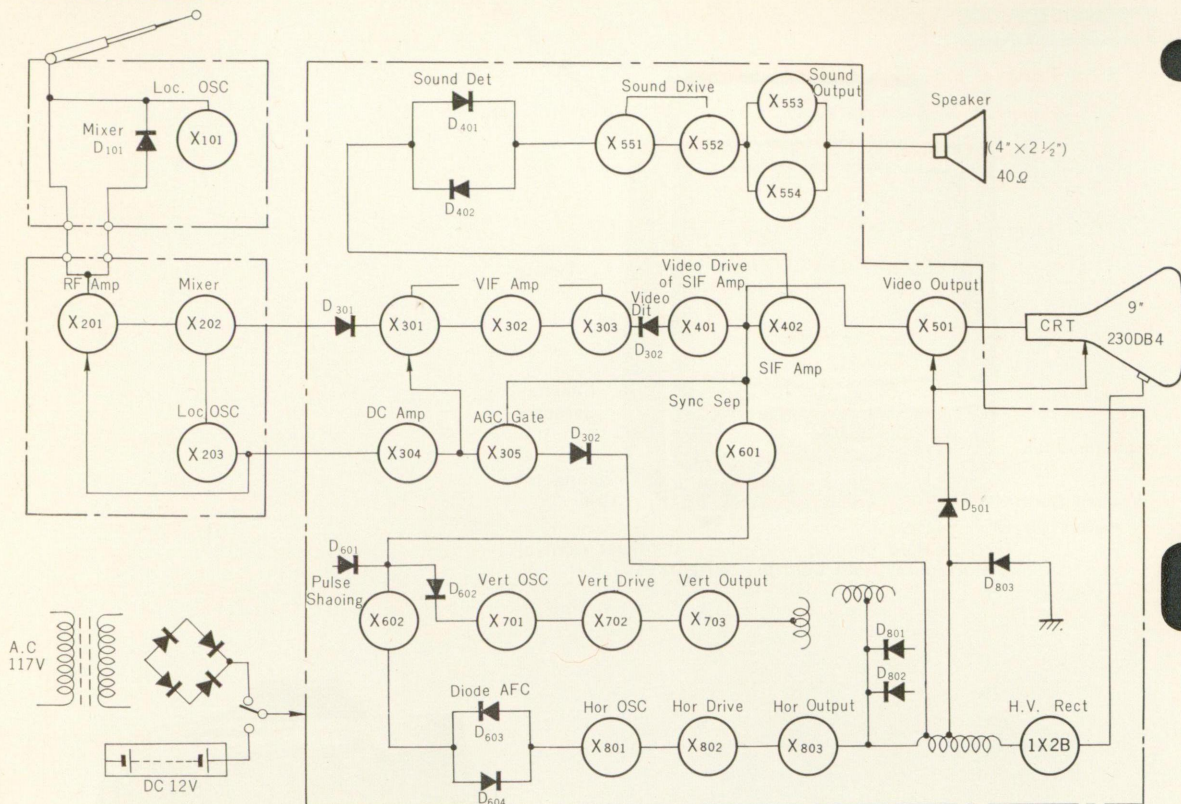 Loc. OSC
Mixer
D101
X101
Sound Det
D401
D402
Sound Dxive
X551
X552
Sound
Output
X553
X554
Speaker
(4" × 2 ½")
40Ω
RF Amp
X201
Mixer
X202
Loc OSC
X203
D301
VIF Amp
X301
X302
X303
Video Drive
of SIF Amp
Video
Dit
D302
X401
X402
SIF Amp
Video Output
X501
CRT
9"
230DB4
DC Amp
X304
AGC Gate
X305
D302
Sync Sep
X601
D501
D803
D601
Pulse
Shaoing
X602
D602
Vert OSC
X701
Vert Drive
X702
Vert Output
X703
D801
D802
A.C
117V
DC 12V
Diode AFC
D603
D604
Hor OSC
X801
Hor Drive
X802
Hor Output
X803
H.V. Rect
1X2B